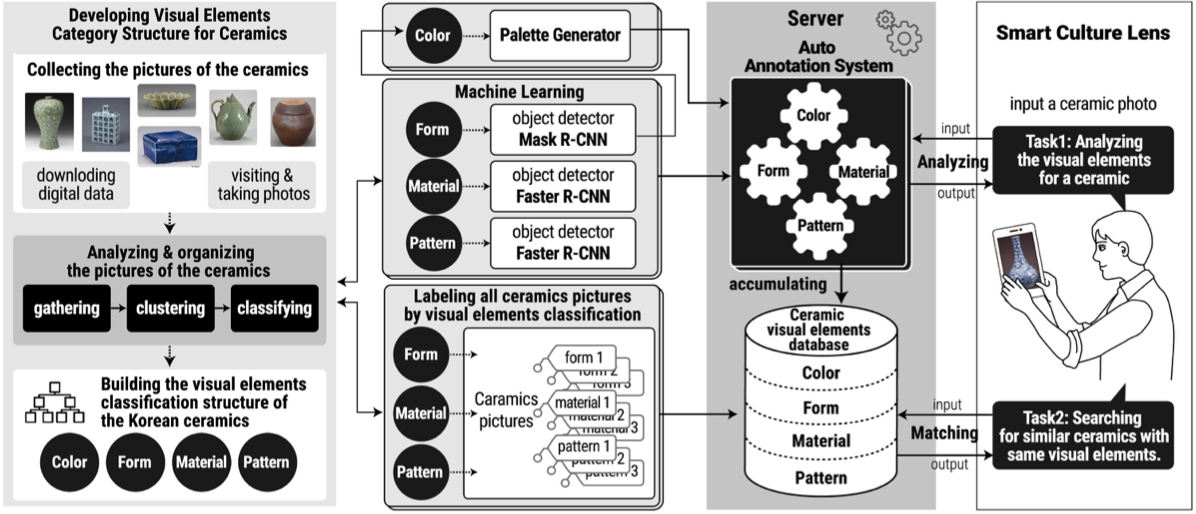 Developing Visual Elements
Category Structure for Ceramics
Collecting the pictures of the ceramics
downloding
digital data
visiting &
taking photos
Analyzing & organizing
the pictures of the ceramics
gathering
clustering
classifying
Building the visual elements
classification structure of
the Korean ceramics
Color
Form
Material
Pattern
Color
Palette Generator
Machine Learning
Form
object detector
Mask R-CNN
Material
object detector
Faster R-CNN
Pattern
object detector
Faster R-CNN
Labeling all ceramics pictures
by visual elements classification
Form
Material
Pattern
Caramics
pictures
form 1
form 2
form 3
material 1
material 2
material 3
pattern 1
pattern 2
pattern 3
Server
Auto
Annotation System
Color
Form
Material
Pattern
accumulating
Ceramic
visual elements
database
Color
Form
Material
Pattern
input
Analyzing
output
input
Matching
output
Smart Culture Lens
input a ceramic photo
Task1: Analyzing
the visual elements
for a ceramic
Task2: Searching
for similar ceramics with
same visual elements.